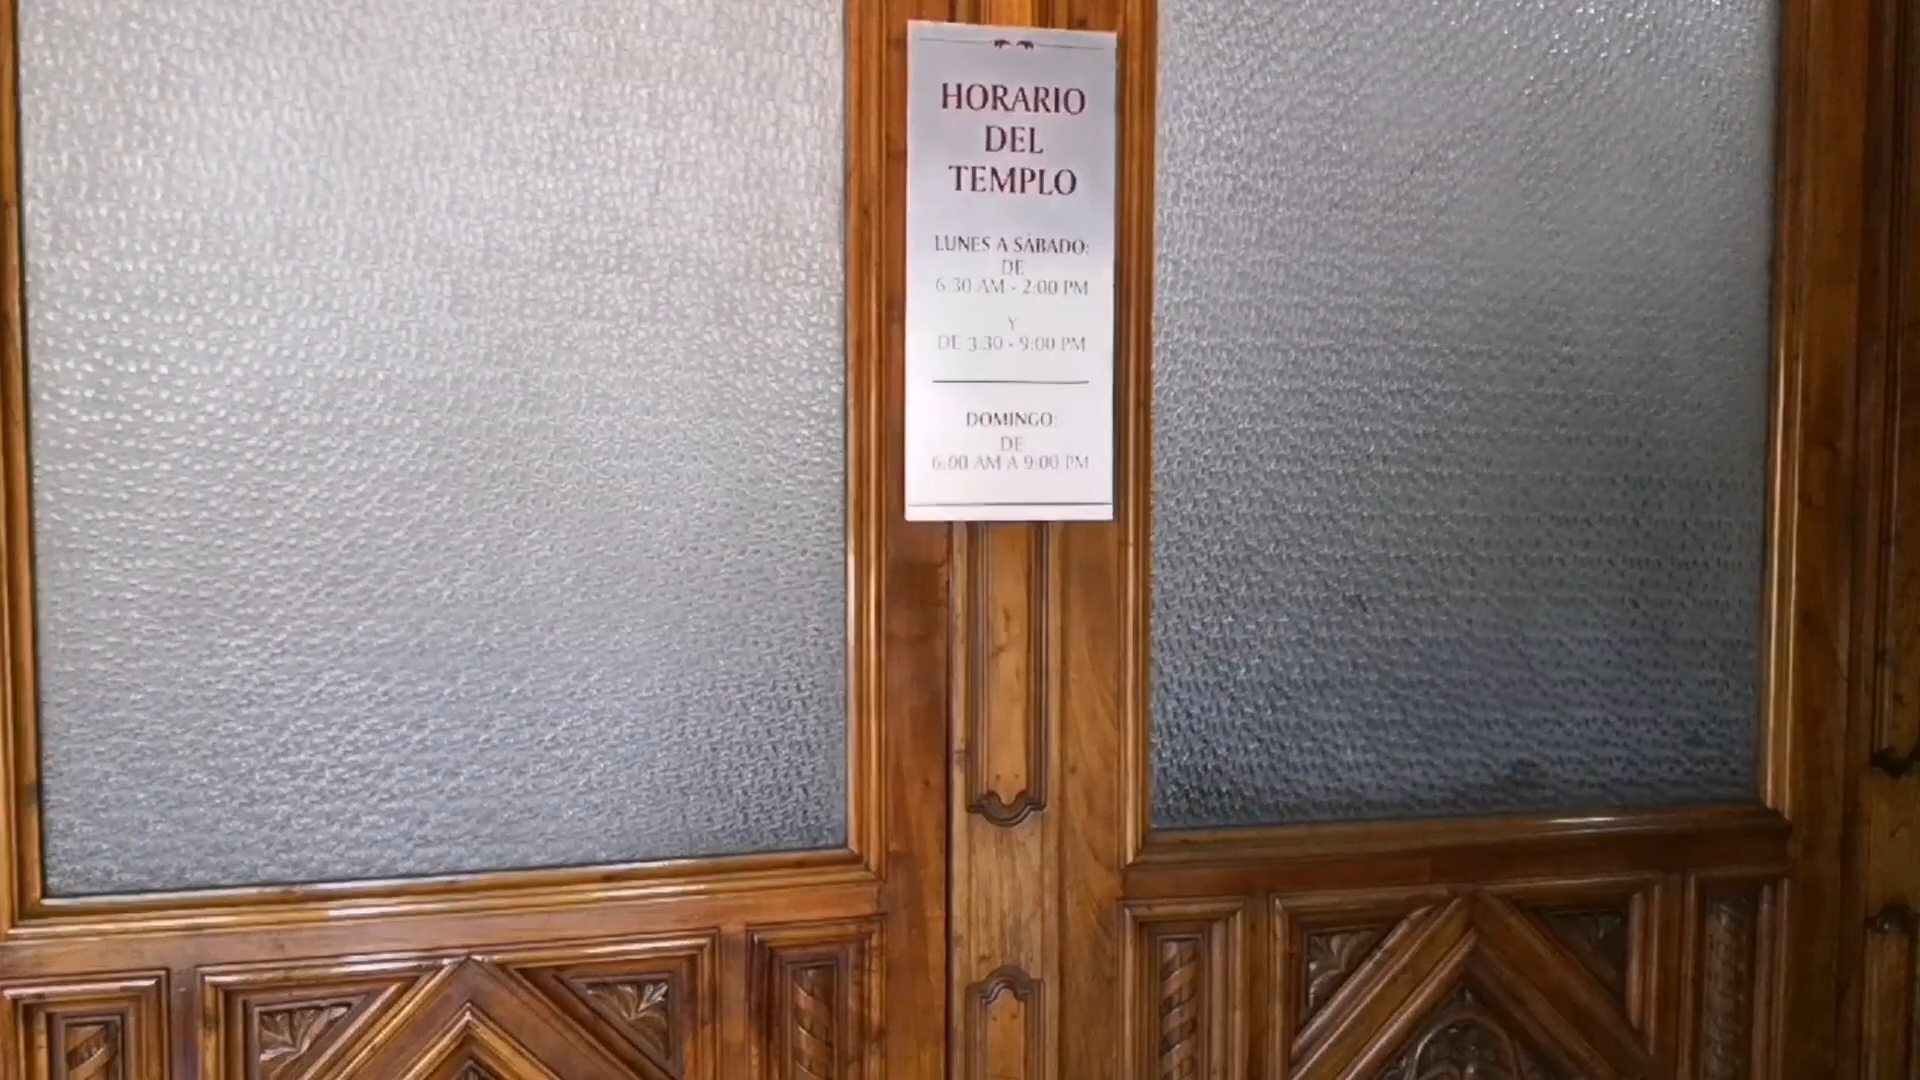 HORARIO
DEL
TEMPLO
LUNES A SÁBADO:
DE
6:30 AM - 2:00 PM
Y
DE 3:30 - 9:00 PM
DOMINGO:
DE
6:00 AM A 9:00 PM